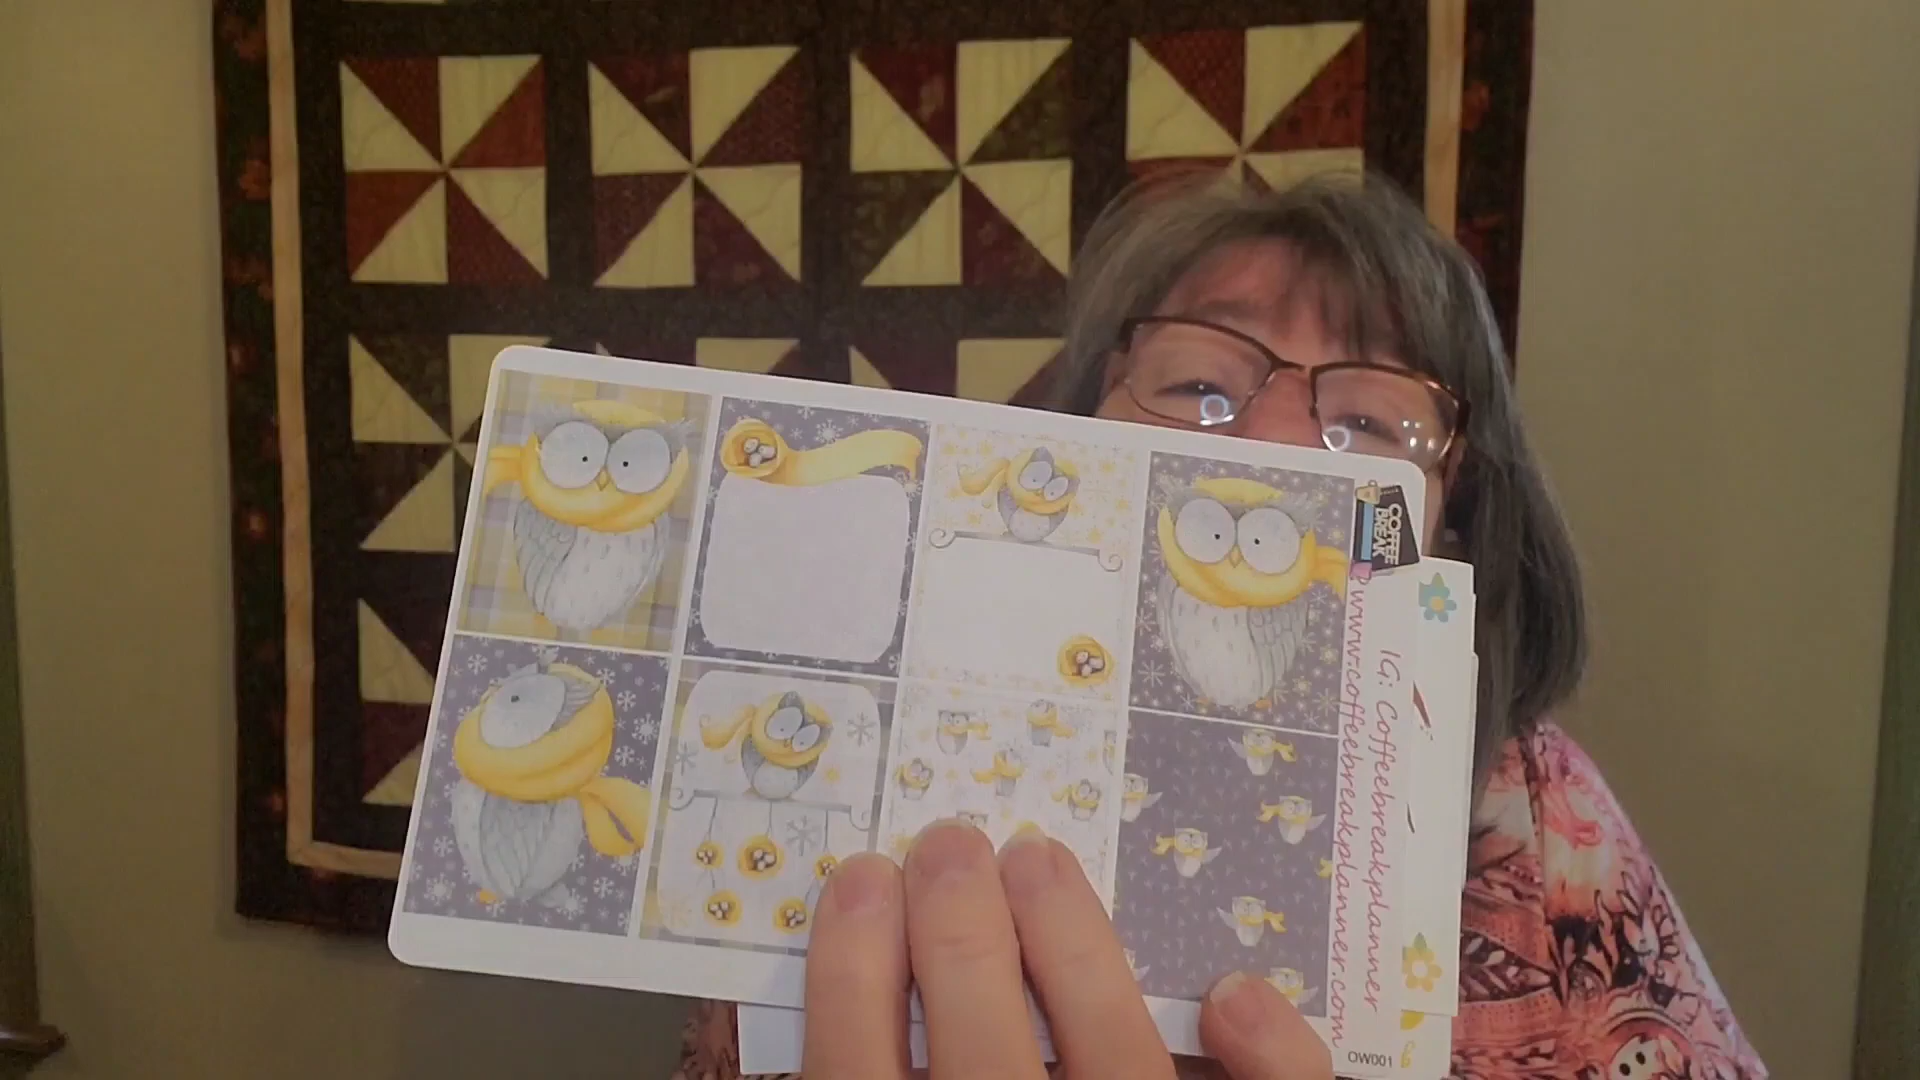 COFFEE
BREAK
IG: Coffeebreakplanner
www.coffeebreakplanner.com
OW001